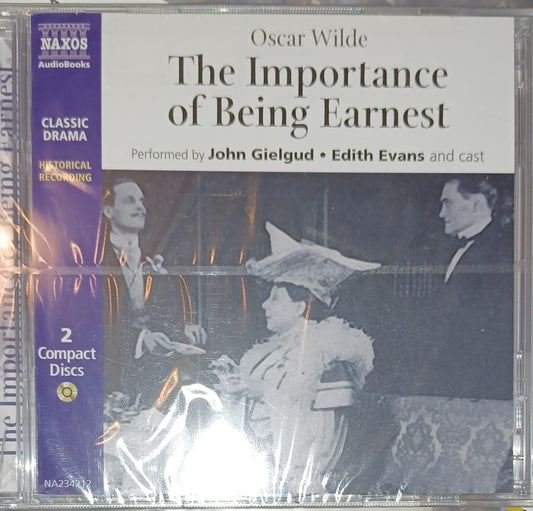 NAXOS
AudioBooks
CLASSIC
DRAMA
HISTORICAL
RECORDING
2
Compact
Discs
NA234212
Oscar Wilde
The Importance
of Being Earnest
Performed by John Gielgud • Edith Evans and cast
The Importance of Being Earnest